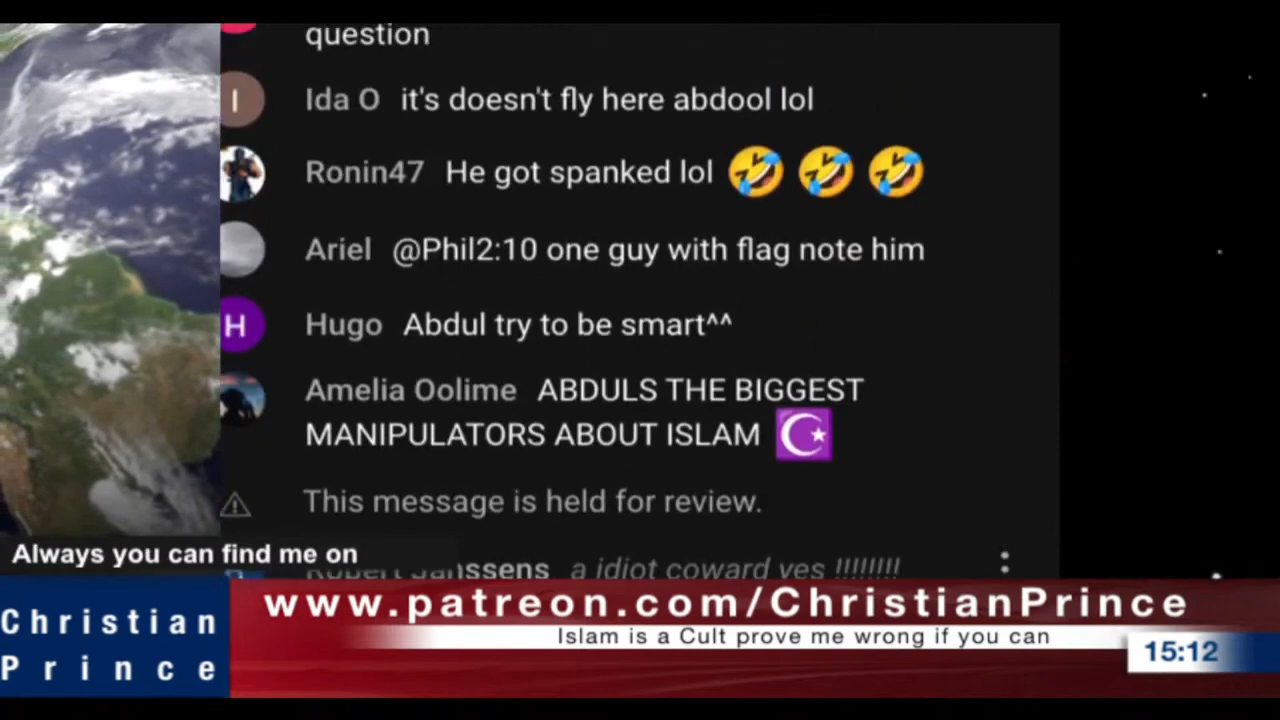 question
I
Ida O it's doesn't fly here abdool lol
Ronin47 He got spanked lol 🤣 🤣 🤣
Ariel @Phil2:10 one guy with flag note him
H
Hugo Abdul try to be smart^^
Amelia Oolime ABDULS THE BIGGEST
MANIPULATORS ABOUT ISLAM ☪
This message is held for review.
Always you can find me on
Robert Janssens a idiot coward yes !!!!!!!!
www.patreon.com/ChristianPrince
Christian
Prince
Islam is a Cult prove me wrong if you can
15:12